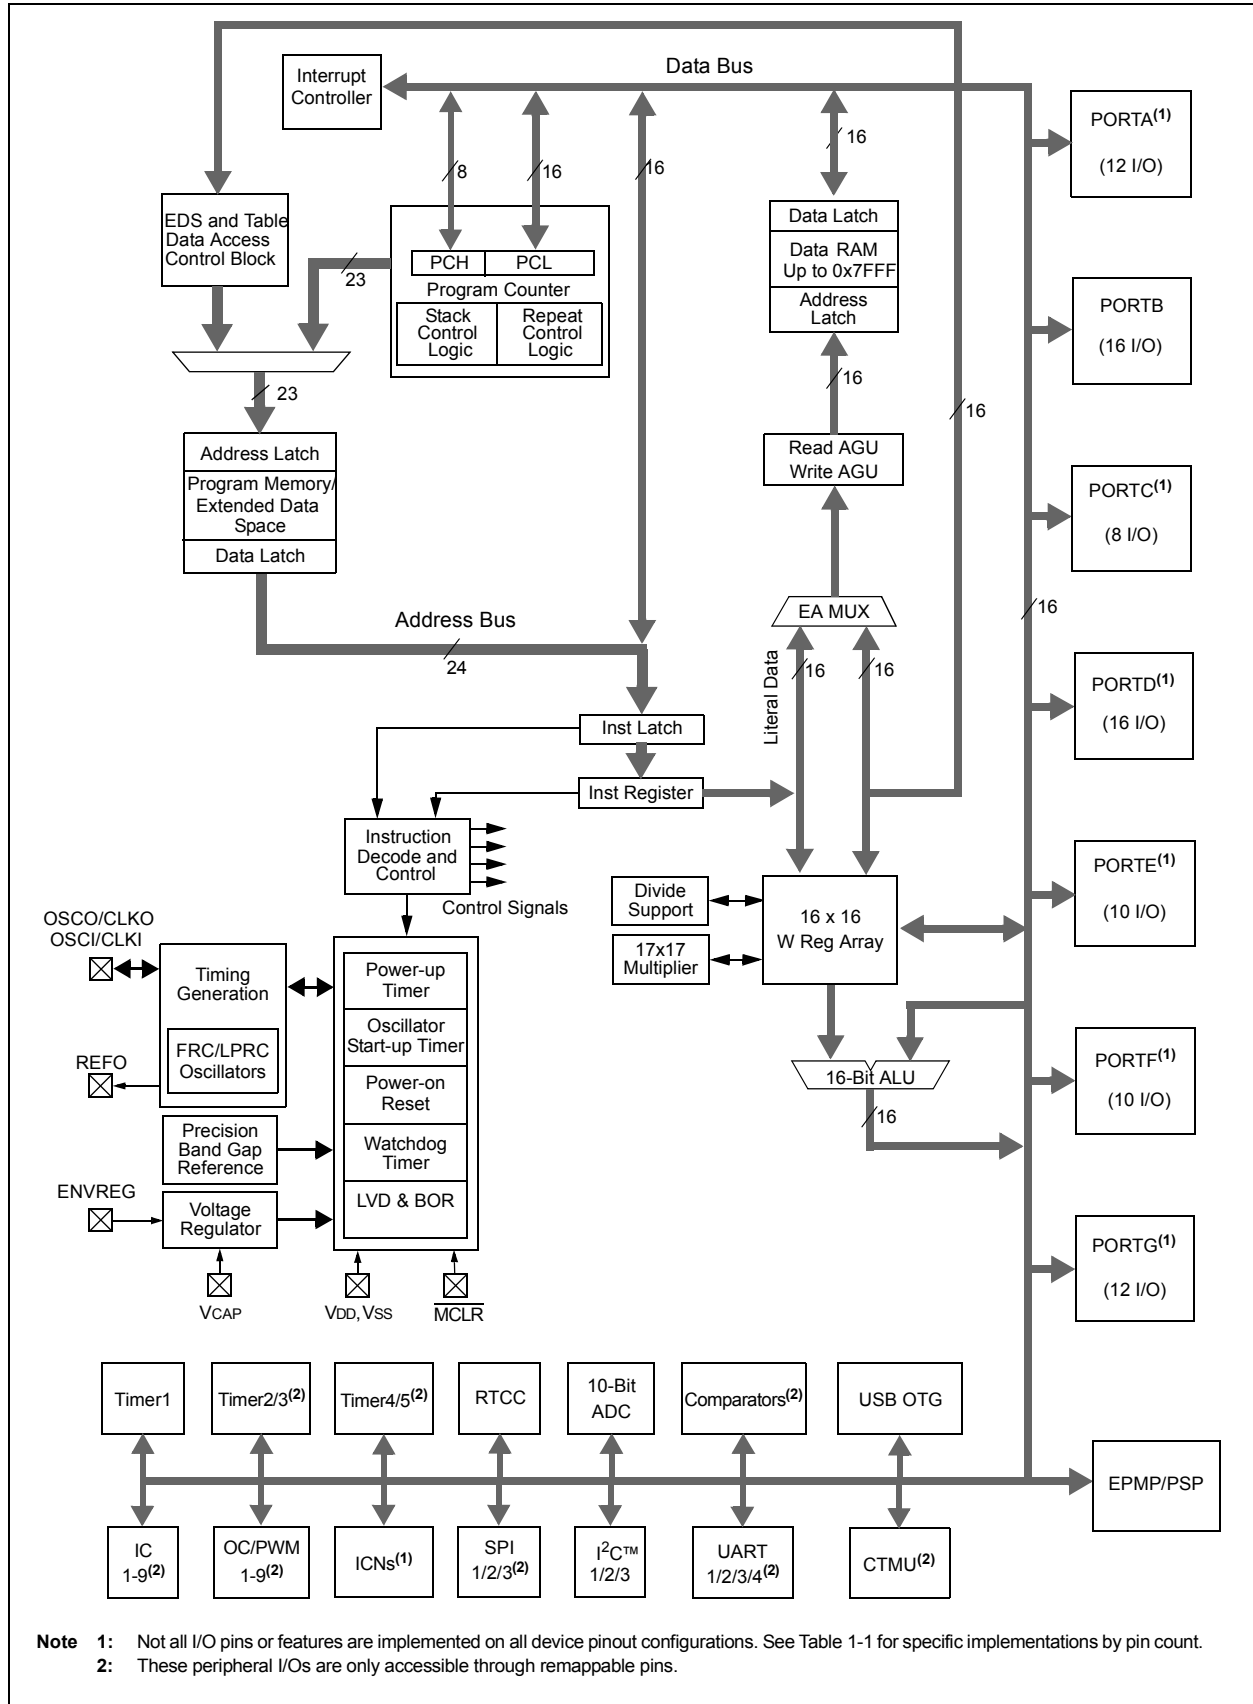 Data Bus
Interrupt
Controller
PORTA(1)
(12 I/O)
8
16
16
16
EDS and Table
Data Access
Control Block
PCH
PCL
Program Counter
Stack
Control
Logic
Repeat
Control
Logic
23
23
Data Latch
Data RAM
Up to 0x7FFF
Address
Latch
16
PORTB
(16 I/O)
16
Address Latch
Program Memory/
Extended Data
Space
Data Latch
Read AGU
Write AGU
PORTC(1)
(8 I/O)
EA MUX
16
Address Bus
24
Literal Data
16
16
PORTD(1)
(16 I/O)
Inst Latch
Inst Register
Instruction
Decode and
Control
Control Signals
Divide
Support
16 x 16
W Reg Array
17x17
Multiplier
PORTE(1)
(10 I/O)
OSCO/CLKO
OSCI/CLKI
Timing
Generation
FRC/LPRC
Oscillators
REFO
Power-up
Timer
Oscillator
Start-up Timer
Power-on
Reset
Watchdog
Timer
LVD & BOR
16-Bit ALU
16
PORTF(1)
(10 I/O)
Precision
Band Gap
Reference
ENVREG
Voltage
Regulator
VCAP
VDD, VSS
MCLR
PORTG(1)
(12 I/O)
Timer1
Timer2/3(2)
Timer4/5(2)
RTCC
10-Bit
ADC
Comparators(2)
USB OTG
EPMP/PSP
IC
1-9(2)
OC/PWM
1-9(2)
ICNs(1)
SPI
1/2/3(2)
I2C™
1/2/3
UART
1/2/3/4(2)
CTMU(2)
Note 1: Not all I/O pins or features are implemented on all device pinout configurations. See Table 1-1 for specific implementations by pin count.
2: These peripheral I/Os are only accessible through remappable pins.